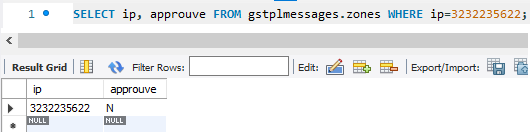 1 SELECT ip, approuve FROM gstplmessages.zones WHERE ip=3232235622;
Result Grid Filter Rows: Edit: Export/Import:
ip approuve
3232235622 N
NULL NULL